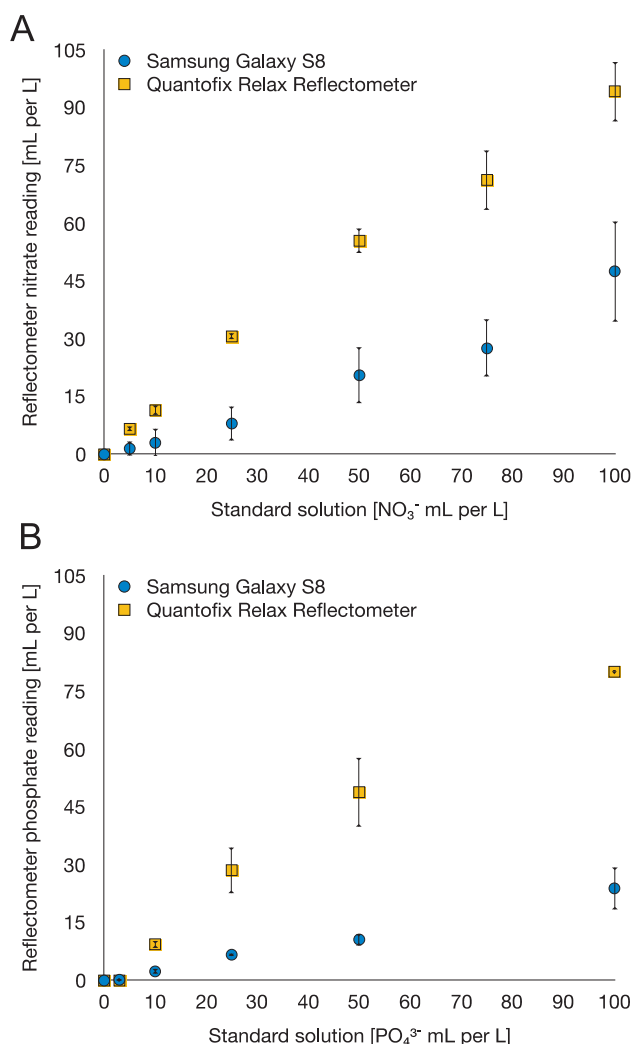 A
Samsung Galaxy S8
Quantofix Relax Reflectometer
Reflectometer nitrate reading [mL per L]
105
90
75
60
45
30
15
0
0 10 20 30 40 50 60 70 80 90 100
Standard solution [NO₃⁻ mL per L]
B
Samsung Galaxy S8
Quantofix Relax Reflectometer
Reflectometer phosphate reading [mL per L]
105
90
75
60
45
30
15
0
0 10 20 30 40 50 60 70 80 90 100
Standard solution [PO₄³⁻ mL per L]